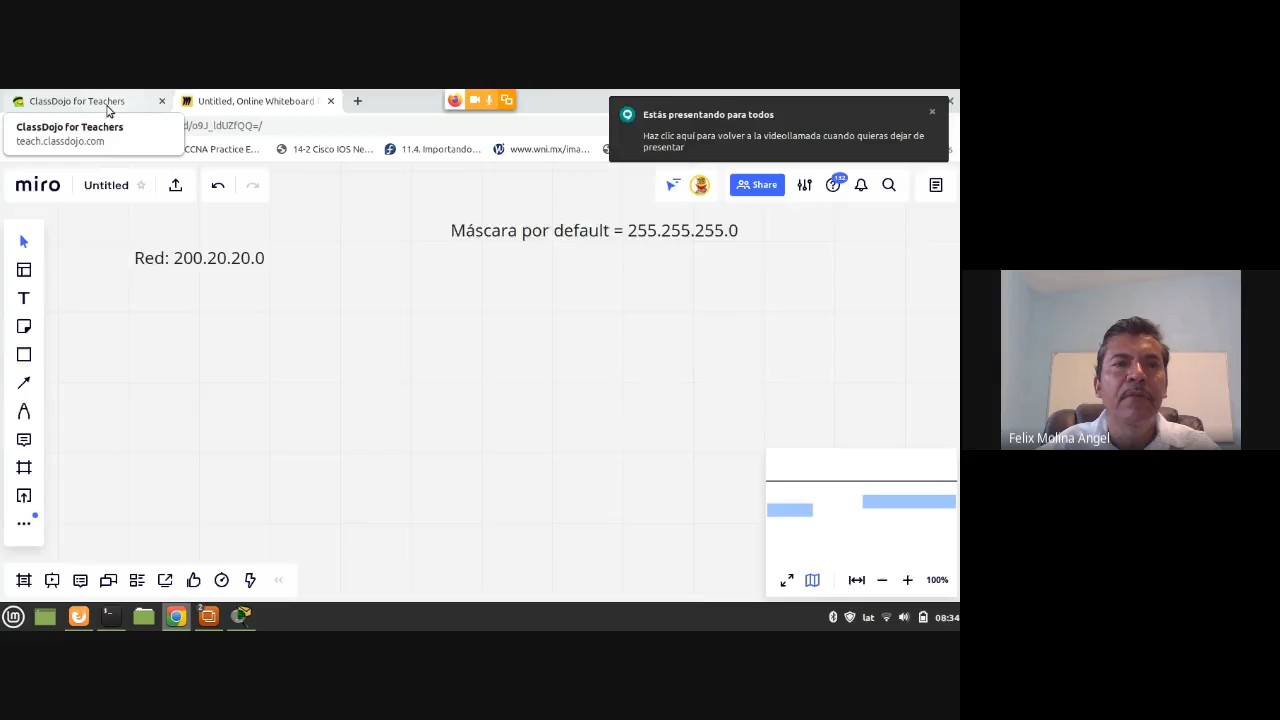 ClassDojo for Teachers
Untitled, Online Whiteboard
ClassDojo for Teachers
teach.classdojo.com
d/o9J_ldUZfQQ=/
Estás presentando para todos
Haz clic aquí para volver a la videollamada cuando quieras dejar de
presentar
CCNA Practice E...
14-2 Cisco IOS Ne...
11.4. Importando...
www.wni.mx/ima...
miro
Untitled
Share
132
Máscara por default = 255.255.255.0
Red: 200.20.20.0
T
Felix Molina Angel
100%
2
lat
08:34